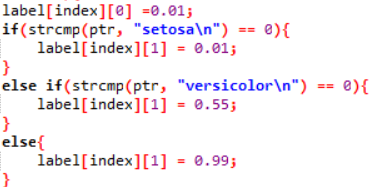 label[index][0] =0.01;
if(strcmp(ptr, "setosa\n") == 0){
    label[index][1] = 0.01;
}
else if(strcmp(ptr, "versicolor\n") == 0){
    label[index][1] = 0.55;
}
else{
    label[index][1] = 0.99;
}